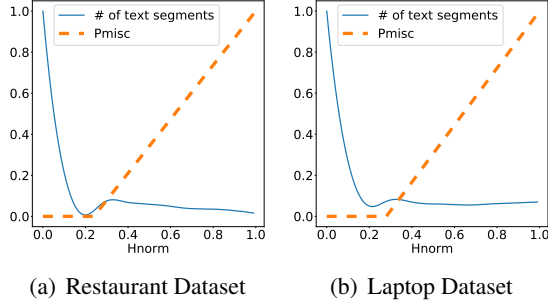 1.0
0.8
0.6
0.4
0.2
0.0
# of text segments
Pmisc
0.0 0.2 0.4 0.6 0.8 1.0
Hnorm
(a) Restaurant Dataset
1.0
0.8
0.6
0.4
0.2
0.0
# of text segments
Pmisc
0.0 0.2 0.4 0.6 0.8 1.0
Hnorm
(b) Laptop Dataset